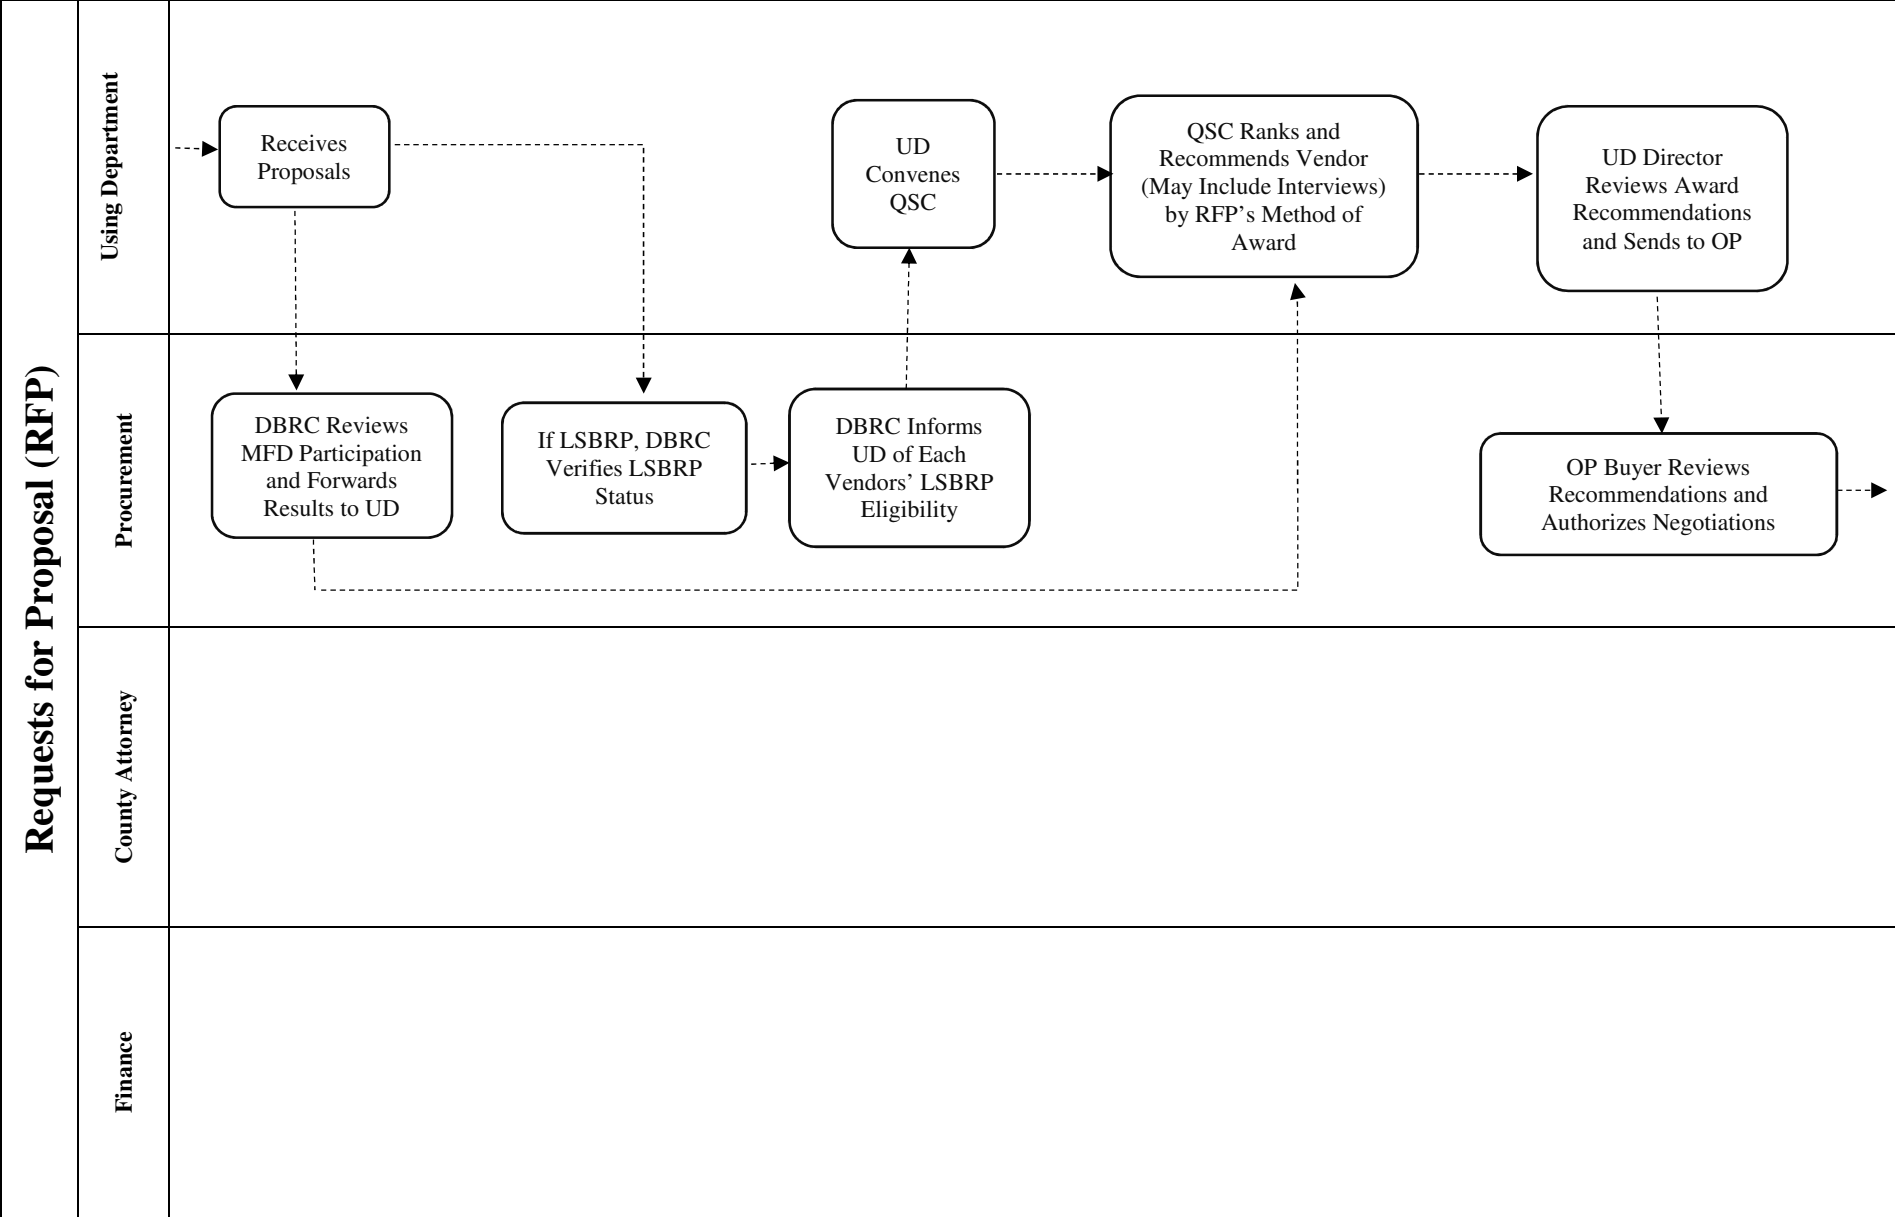 Requests for Proposal (RFP)
Using Department
Receives
Proposals
UD
Convenes
QSC
QSC Ranks and
Recommends Vendor
(May Include Interviews)
by RFP's Method of
Award
UD Director
Reviews Award
Recommendations
and Sends to OP
Procurement
DBRC Reviews
MFD Participation
and Forwards
Results to UD
If LSBRP, DBRC
Verifies LSBRP
Status
DBRC Informs
UD of Each
Vendors' LSBRP
Eligibility
OP Buyer Reviews
Recommendations and
Authorizes Negotiations
County Attorney
Finance